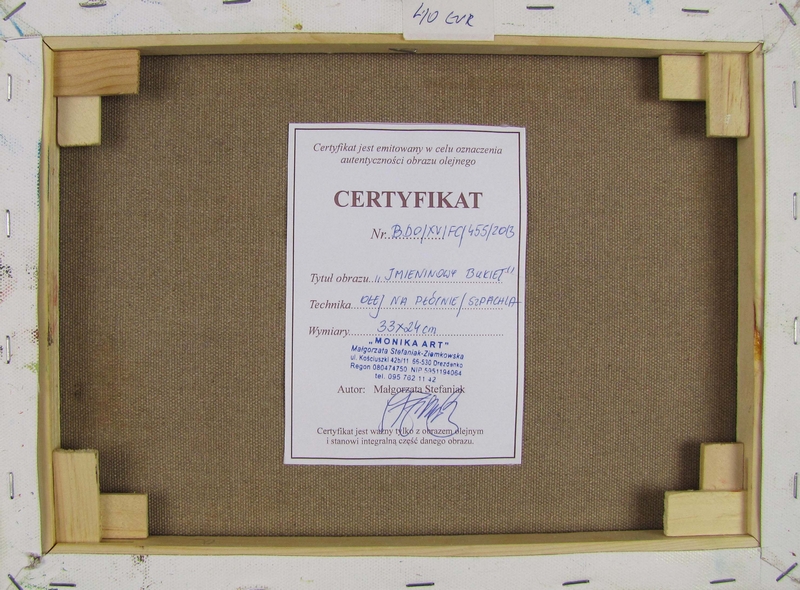 40 EUR
Certyfikat jest emitowany w celu oznaczenia
autentyczności obrazu olejnego
CERTYFIKAT
Nr. B.DO/XV/FC/455/2013
Tytuł obrazu „IMIENINOWY BUKIET"
Technika OLEJ NA PŁÓTNIE/SZPACHLA
Wymiary 33x24cm
„MONIKA ART"
Małgorzata Stefaniak-Ziemkowska
ul. Kościuszki 42b/11, 66-530 Drezdenko
Regon 080474750 NIP 5951194064
tel. 095 762 11 42
Autor: Małgorzata Stefaniak
Certyfikat jest ważny tylko z obrazem olejnym
i stanowi integralną część danego obrazu.